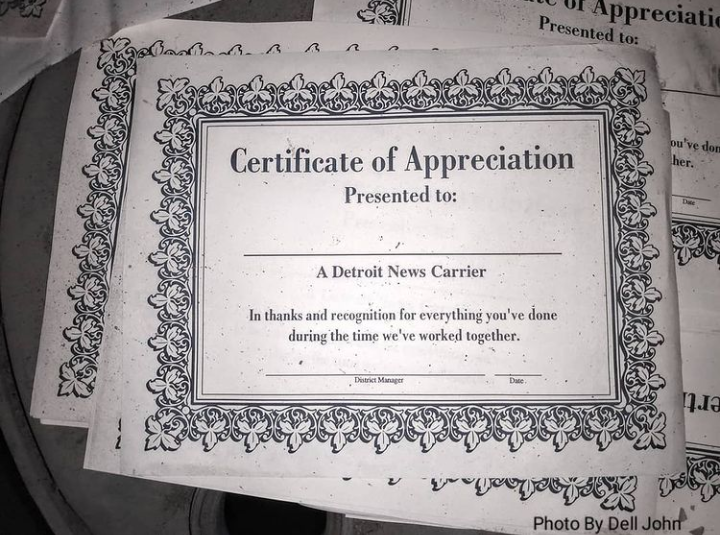 Certificate of Appreciation
Presented to:
A Detroit News Carrier
In thanks and recognition for everything you've done
during the time we've worked together.
District Manager Date
of Appreciatio
Presented to:
ou've don
her.
Date
Photo By Dell John